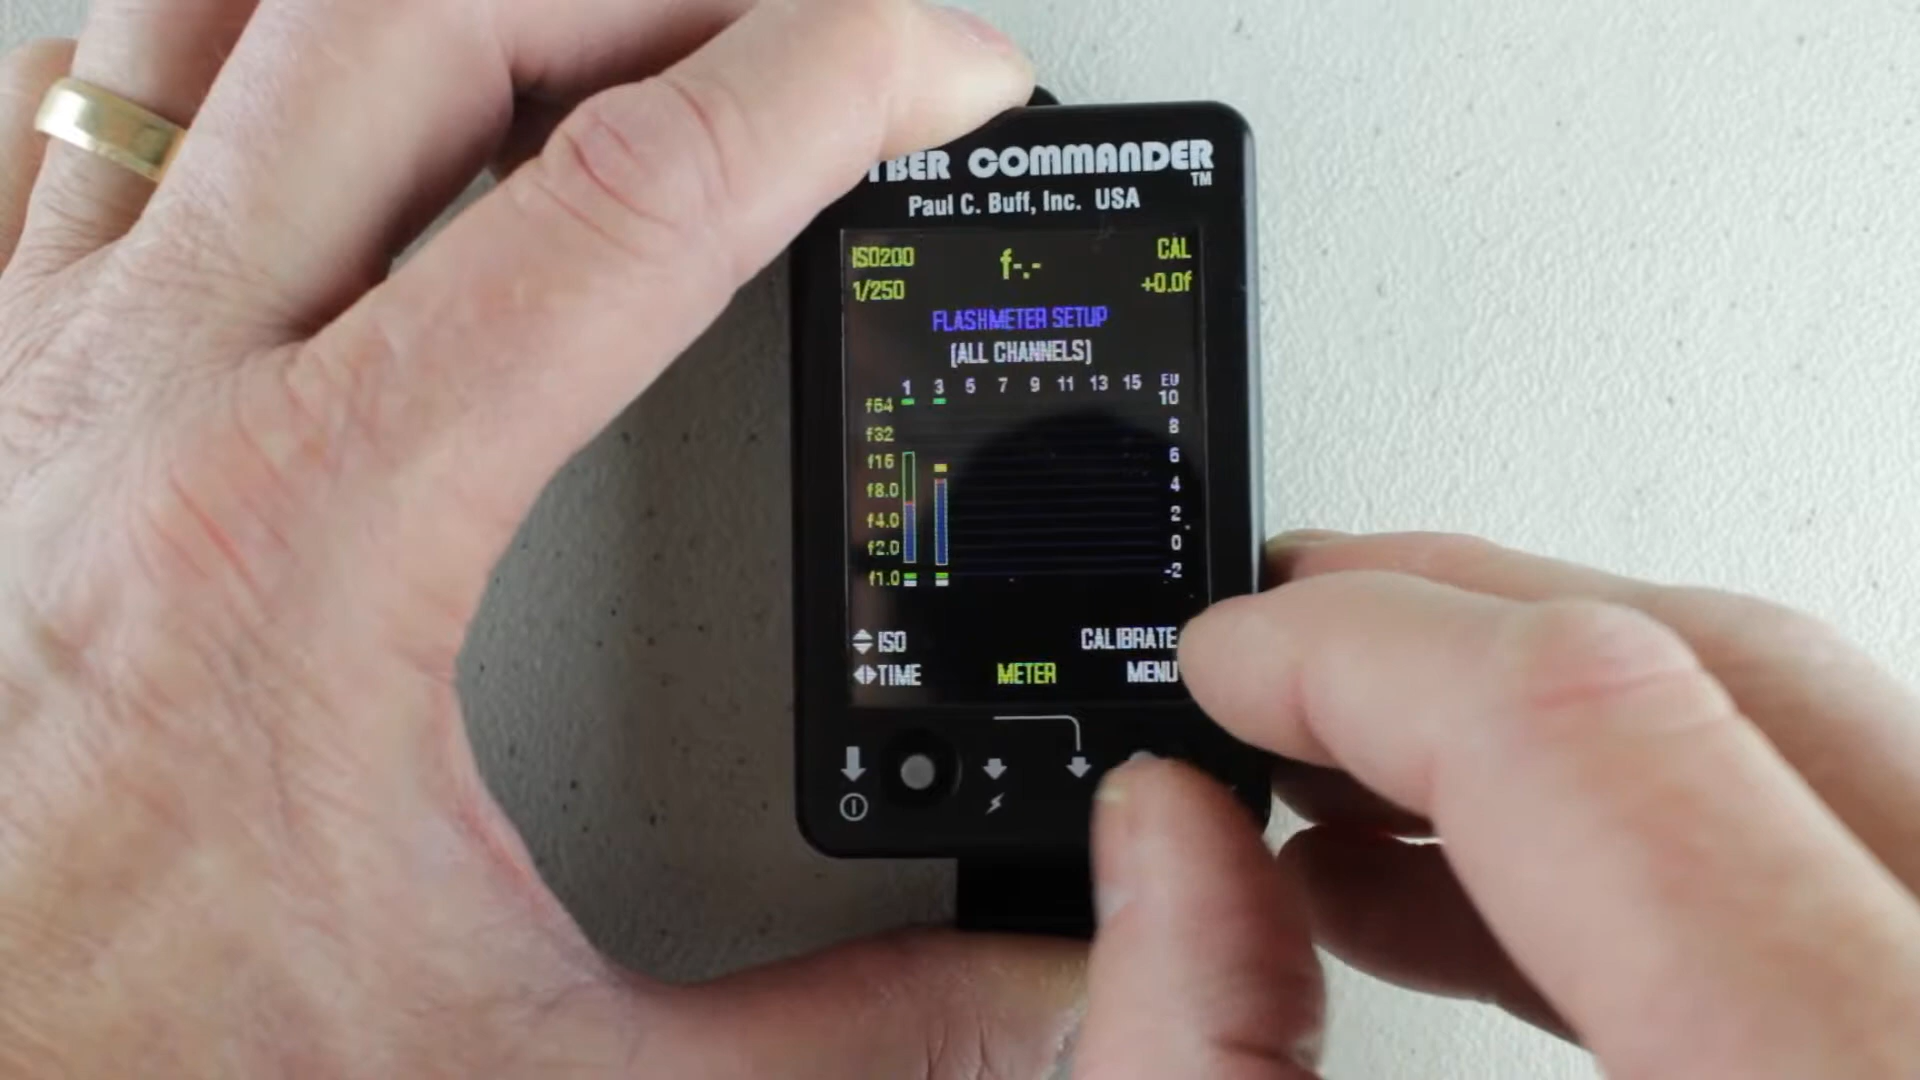 YBER COMMANDER
TM
Paul C. Buff, Inc. USA
ISO200 f-.- CAL
1/250 +0.0f
FLASHMETER SETUP
(ALL CHANNELS)
1 3 5 7 9 11 13 15 EU
f64 10
f32 8
f16 6
f8.0 4
f4.0 2
f2.0 0
f1.0 -2
ISO CALIBRATE
TIME METER MENU